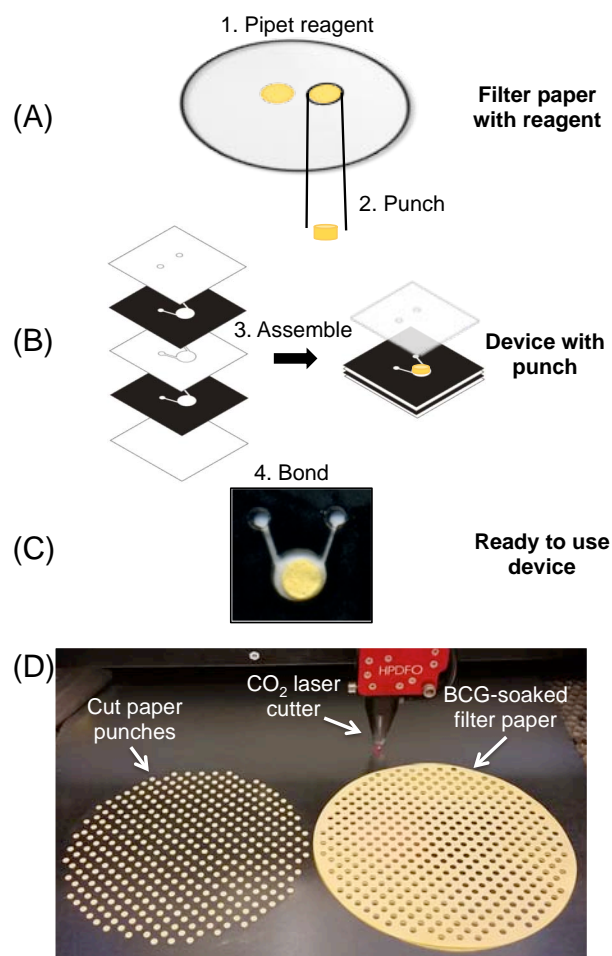 1. Pipet reagent
(A)
Filter paper
with reagent
2. Punch
(B)
3. Assemble
Device with
punch
4. Bond
(C)
Ready to use
device
(D)
HPDFO
CO₂ laser
cutter
Cut paper
punches
BCG-soaked
filter paper